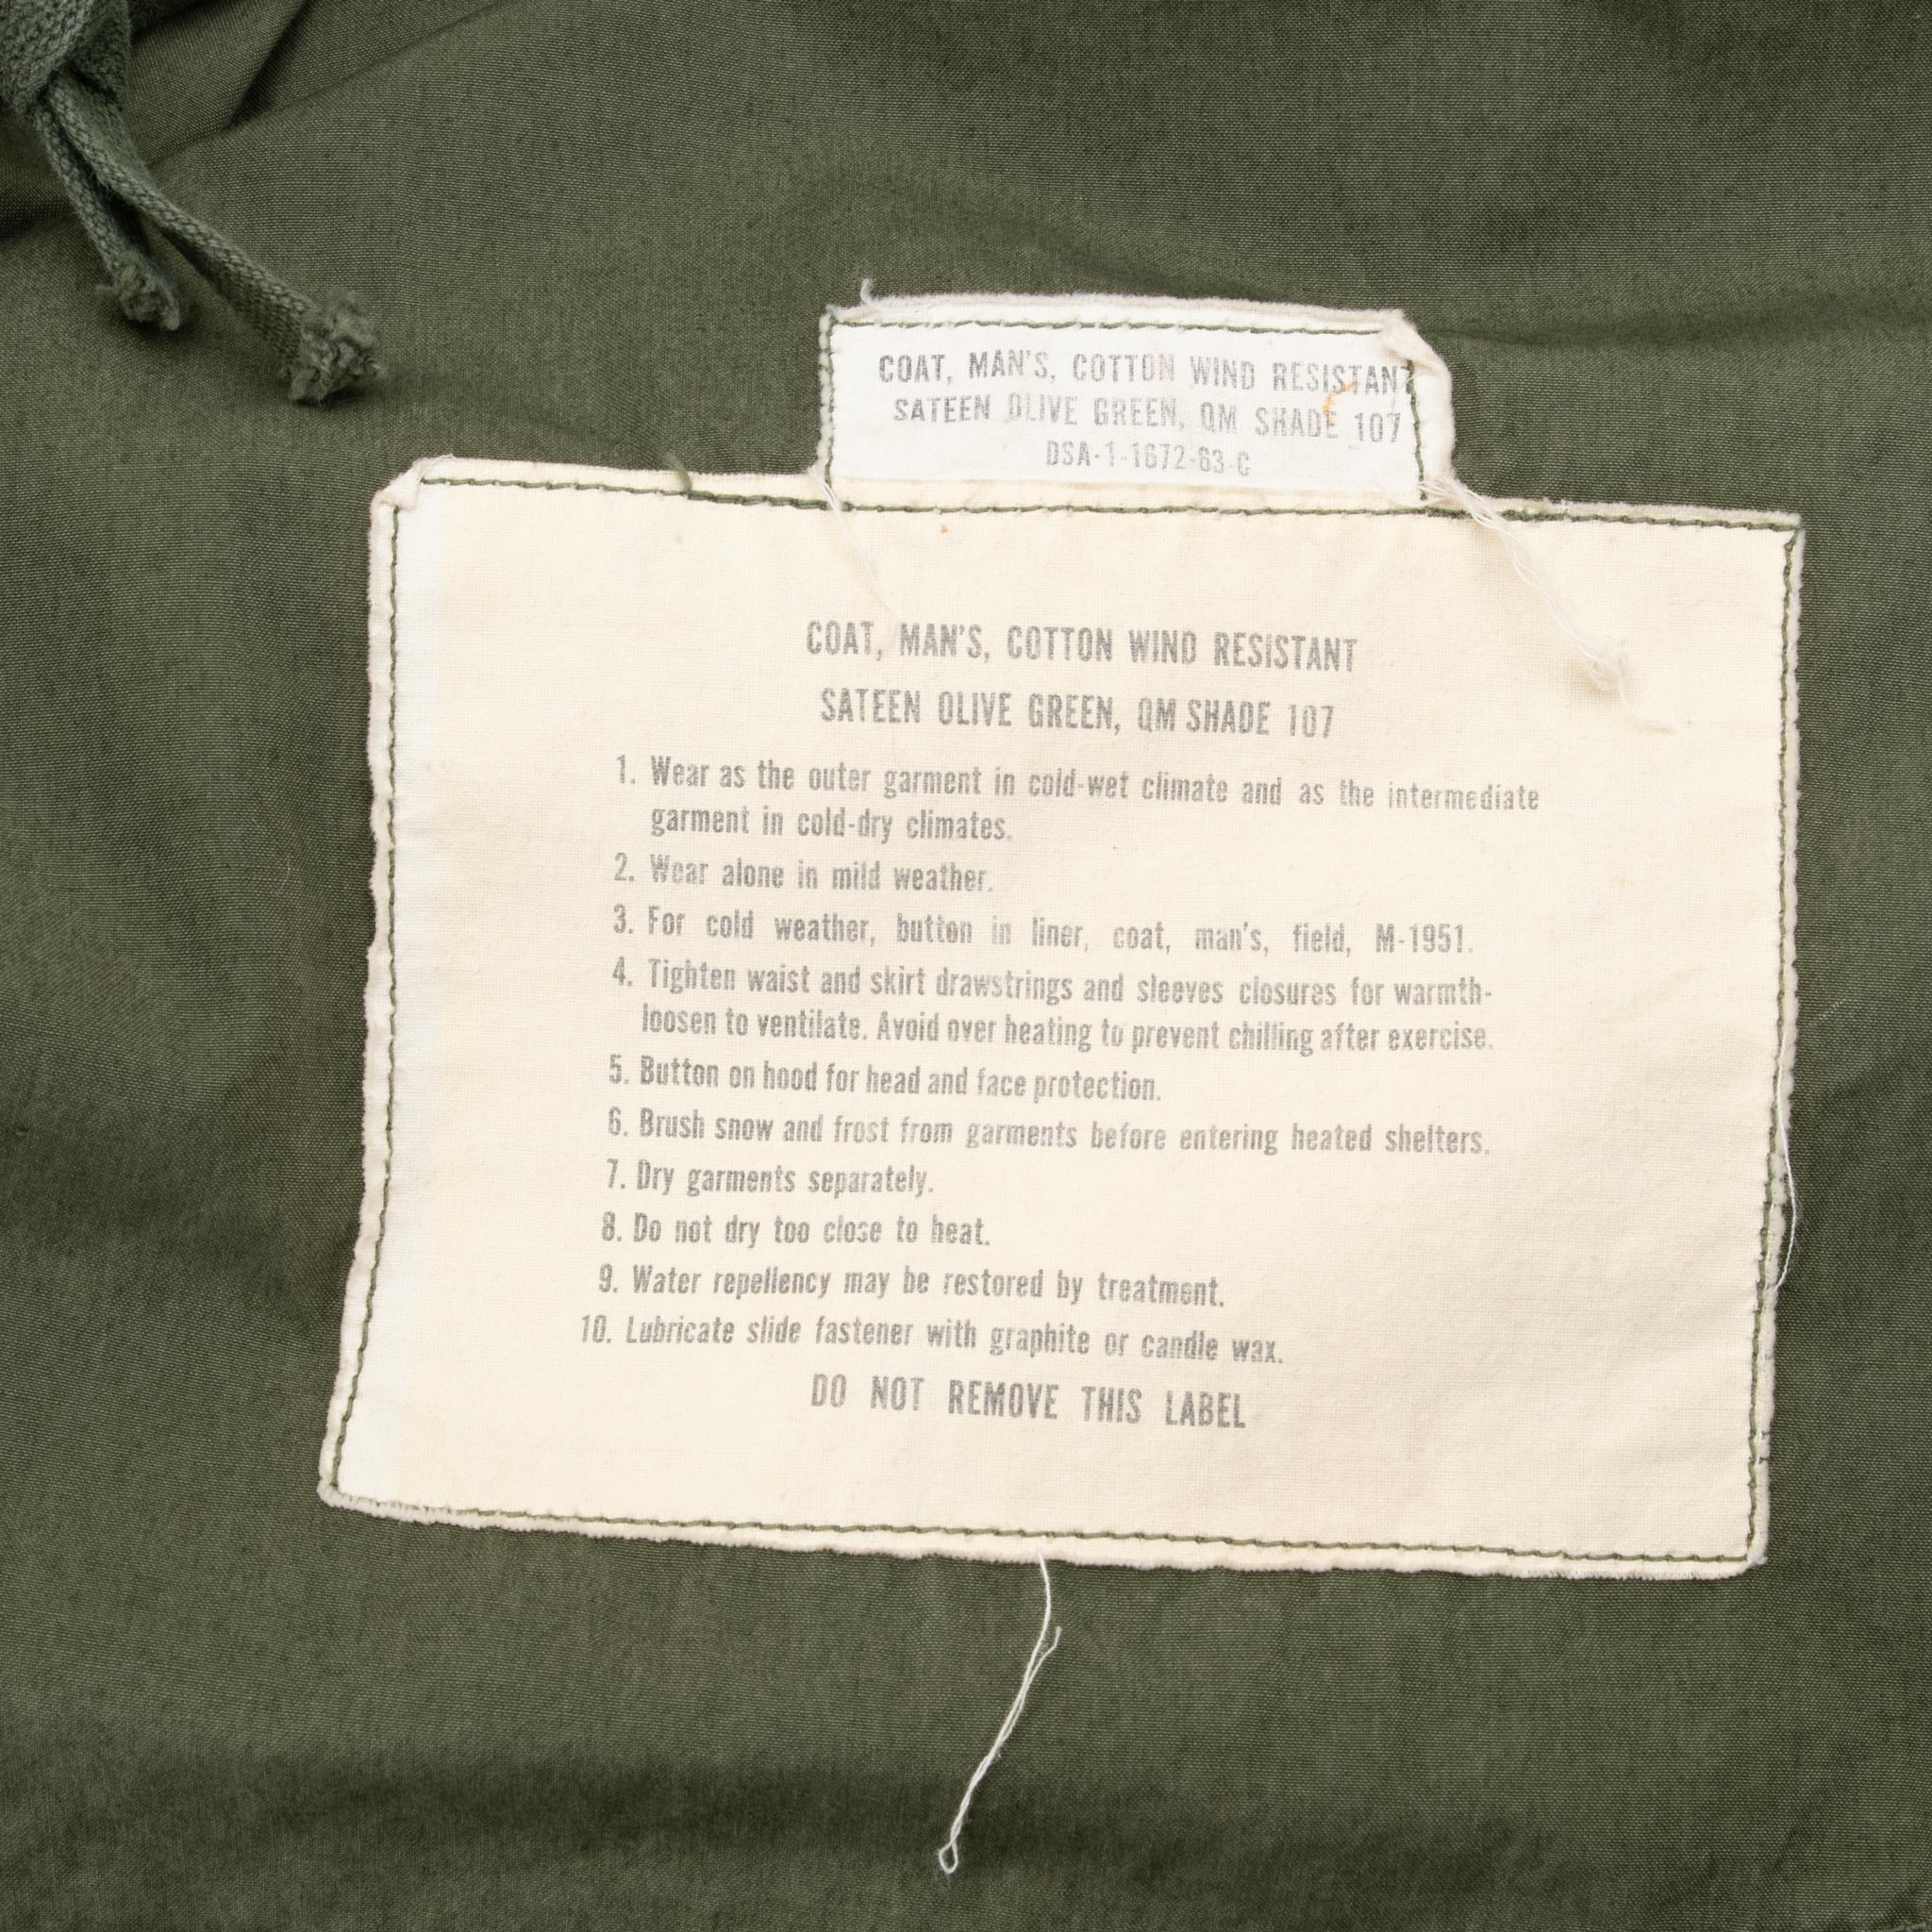 COAT, MAN'S, COTTON WIND RESISTANT
SATEEN OLIVE GREEN, QM SHADE 107
DSA-1-1672-63-C
COAT, MAN'S, COTTON WIND RESISTANT
SATEEN OLIVE GREEN, QM SHADE 107
1. Wear as the outer garment in cold-wet climate and as the intermediate
garment in cold-dry climates.
2. Wear alone in mild weather.
3. For cold weather, button in liner, coat, man's, field, M-1951.
4. Tighten waist and skirt drawstrings and sleeves closures for warmth-
loosen to ventilate. Avoid over heating to prevent chilling after exercise.
5. Button on hood for head and face protection.
6. Brush snow and frost from garments before entering heated shelters.
7. Dry garments separately.
8. Do not dry too close to heat.
9. Water repellency may be restored by treatment.
10. Lubricate slide fastener with graphite or candle wax.
DO NOT REMOVE THIS LABEL